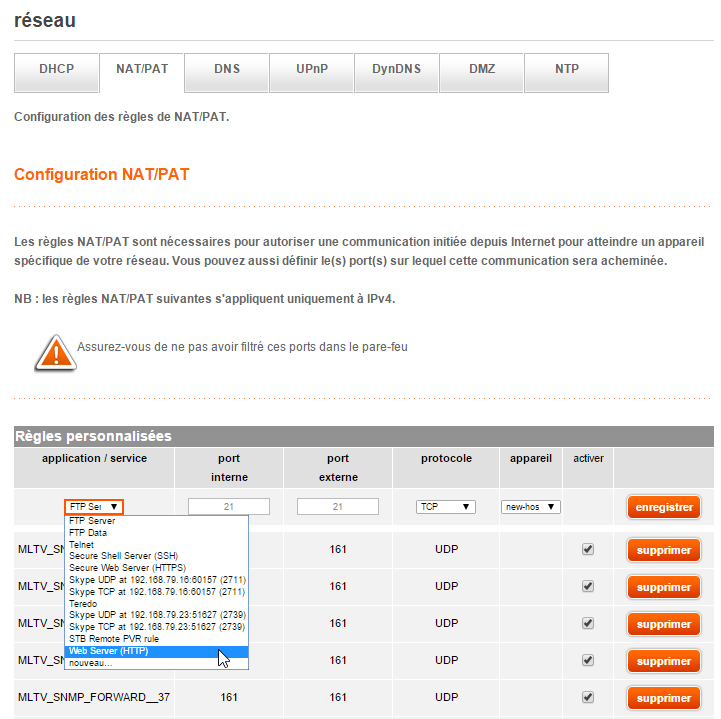 réseau
DHCP NAT/PAT DNS UPnP DynDNS DMZ NTP
Configuration des règles de NAT/PAT.
Configuration NAT/PAT
Les règles NAT/PAT sont nécessaires pour autoriser une communication initiée depuis Internet pour atteindre un appareil
spécifique de votre réseau. Vous pouvez aussi définir le(s) port(s) sur lequel cette communication sera acheminée.
NB : les règles NAT/PAT suivantes s'appliquent uniquement à IPv4.
Assurez-vous de ne pas avoir filtré ces ports dans le pare-feu
Règles personnalisées
application / service port interne port externe protocole appareil activer
FTP Ser 21 21 TCP new-hos enregistrer
FTP Server
FTP Data
Telnet
Secure Shell Server (SSH)
Secure Web Server (HTTPS)
Skype UDP at 192.168.79.16:60157 (2711)
Skype TCP at 192.168.79.16:60157 (2711)
Teredo
Skype UDP at 192.168.79.23:51627 (2739)
Skype TCP at 192.168.79.23:51627 (2739)
STB Remote PVR rule
Web Server (HTTP)
nouveau...
MLTV_SN 161 UDP supprimer
MLTV_SN 161 UDP supprimer
MLTV_SN 161 UDP supprimer
MLTV_SN 161 UDP supprimer
MLTV_SNMP_FORWARD__37 161 161 UDP supprimer